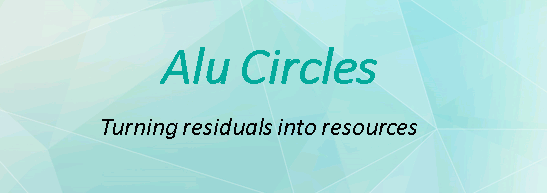 Alu Circles
Turning residuals into resources